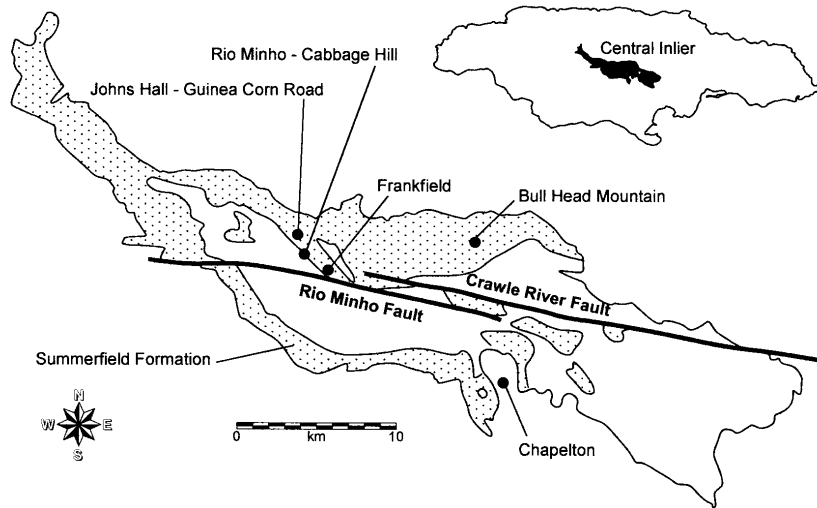 Rio Minho - Cabbage Hill
Johns Hall - Guinea Corn Road
Central Inlier
Frankfield
Bull Head Mountain
Crawle River Fault
Rio Minho Fault
Summerfield Formation
N
W E
S
0 km 10
Chapelton